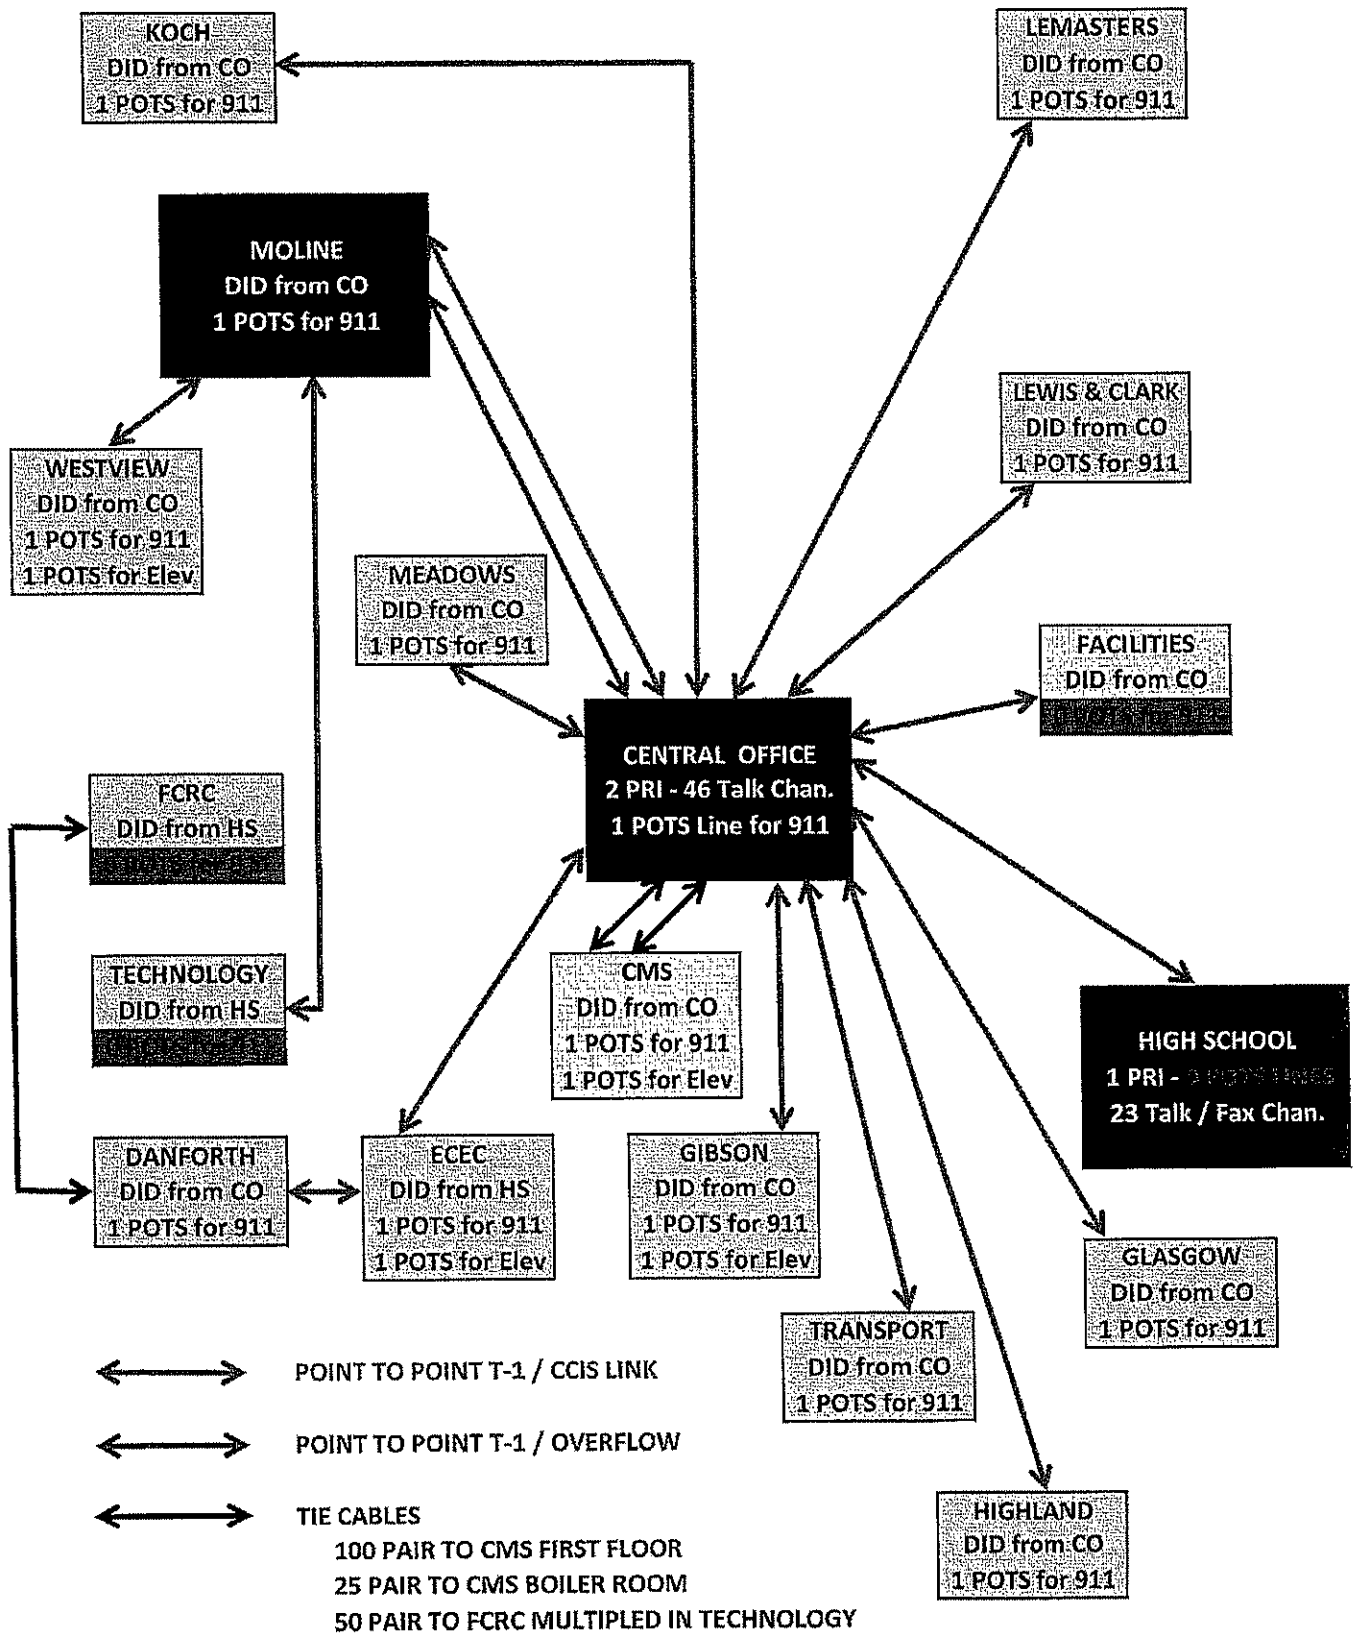 KOCH
DID from CO
1 POTS for 911
LEMASTERS
DID from CO
1 POTS for 911
MOLINE
DID from CO
1 POTS for 911
LEWIS & CLARK
DID from CO
1 POTS for 911
WESTVIEW
DID from CO
1 POTS for 911
1 POTS for Elev
MEADOWS
DID from CO
1 POTS for 911
FACILITIES
DID from CO
0 POTS for 911
CENTRAL OFFICE
2 PRI - 46 Talk Chan.
1 POTS Line for 911
FCRC
DID from HS
TECHNOLOGY
DID from HS
CMS
DID from CO
1 POTS for 911
1 POTS for Elev
HIGH SCHOOL
1 PRI - 9 POTS LINES
23 Talk / Fax Chan.
DANFORTH
DID from CO
1 POTS for 911
ECEC
DID from HS
1 POTS for 911
1 POTS for Elev
GIBSON
DID from CO
1 POTS for 911
1 POTS for Elev
GLASGOW
DID from CO
1 POTS for 911
TRANSPORT
DID from CO
1 POTS for 911
HIGHLAND
DID from CO
1 POTS for 911
POINT TO POINT T-1 / CCIS LINK
POINT TO POINT T-1 / OVERFLOW
TIE CABLES
100 PAIR TO CMS FIRST FLOOR
25 PAIR TO CMS BOILER ROOM
50 PAIR TO FCRC MULTIPLED IN TECHNOLOGY